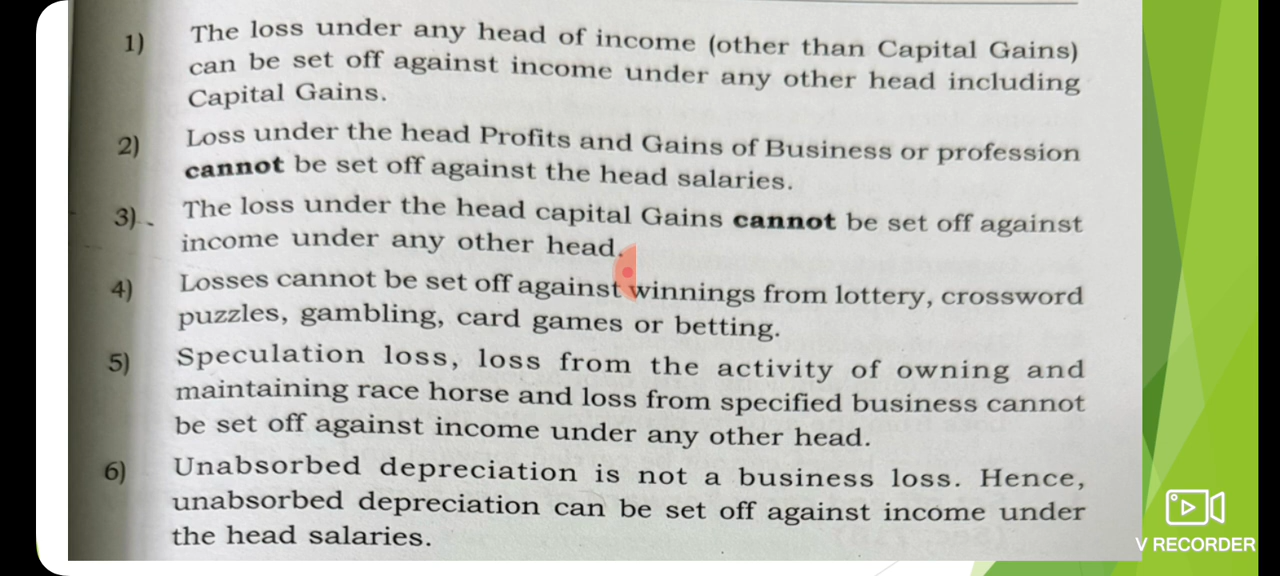 1) The loss under any head of income (other than Capital Gains)
can be set off against income under any other head including
Capital Gains.
2) Loss under the head Profits and Gains of Business or profession
cannot be set off against the head salaries.
3) The loss under the head capital Gains cannot be set off against
income under any other head.
4) Losses cannot be set off against winnings from lottery, crossword
puzzles, gambling, card games or betting.
5) Speculation loss, loss from the activity of owning and
maintaining race horse and loss from specified business cannot
be set off against income under any other head.
6) Unabsorbed depreciation is not a business loss. Hence,
unabsorbed depreciation can be set off against income under
the head salaries.
V RECORDER